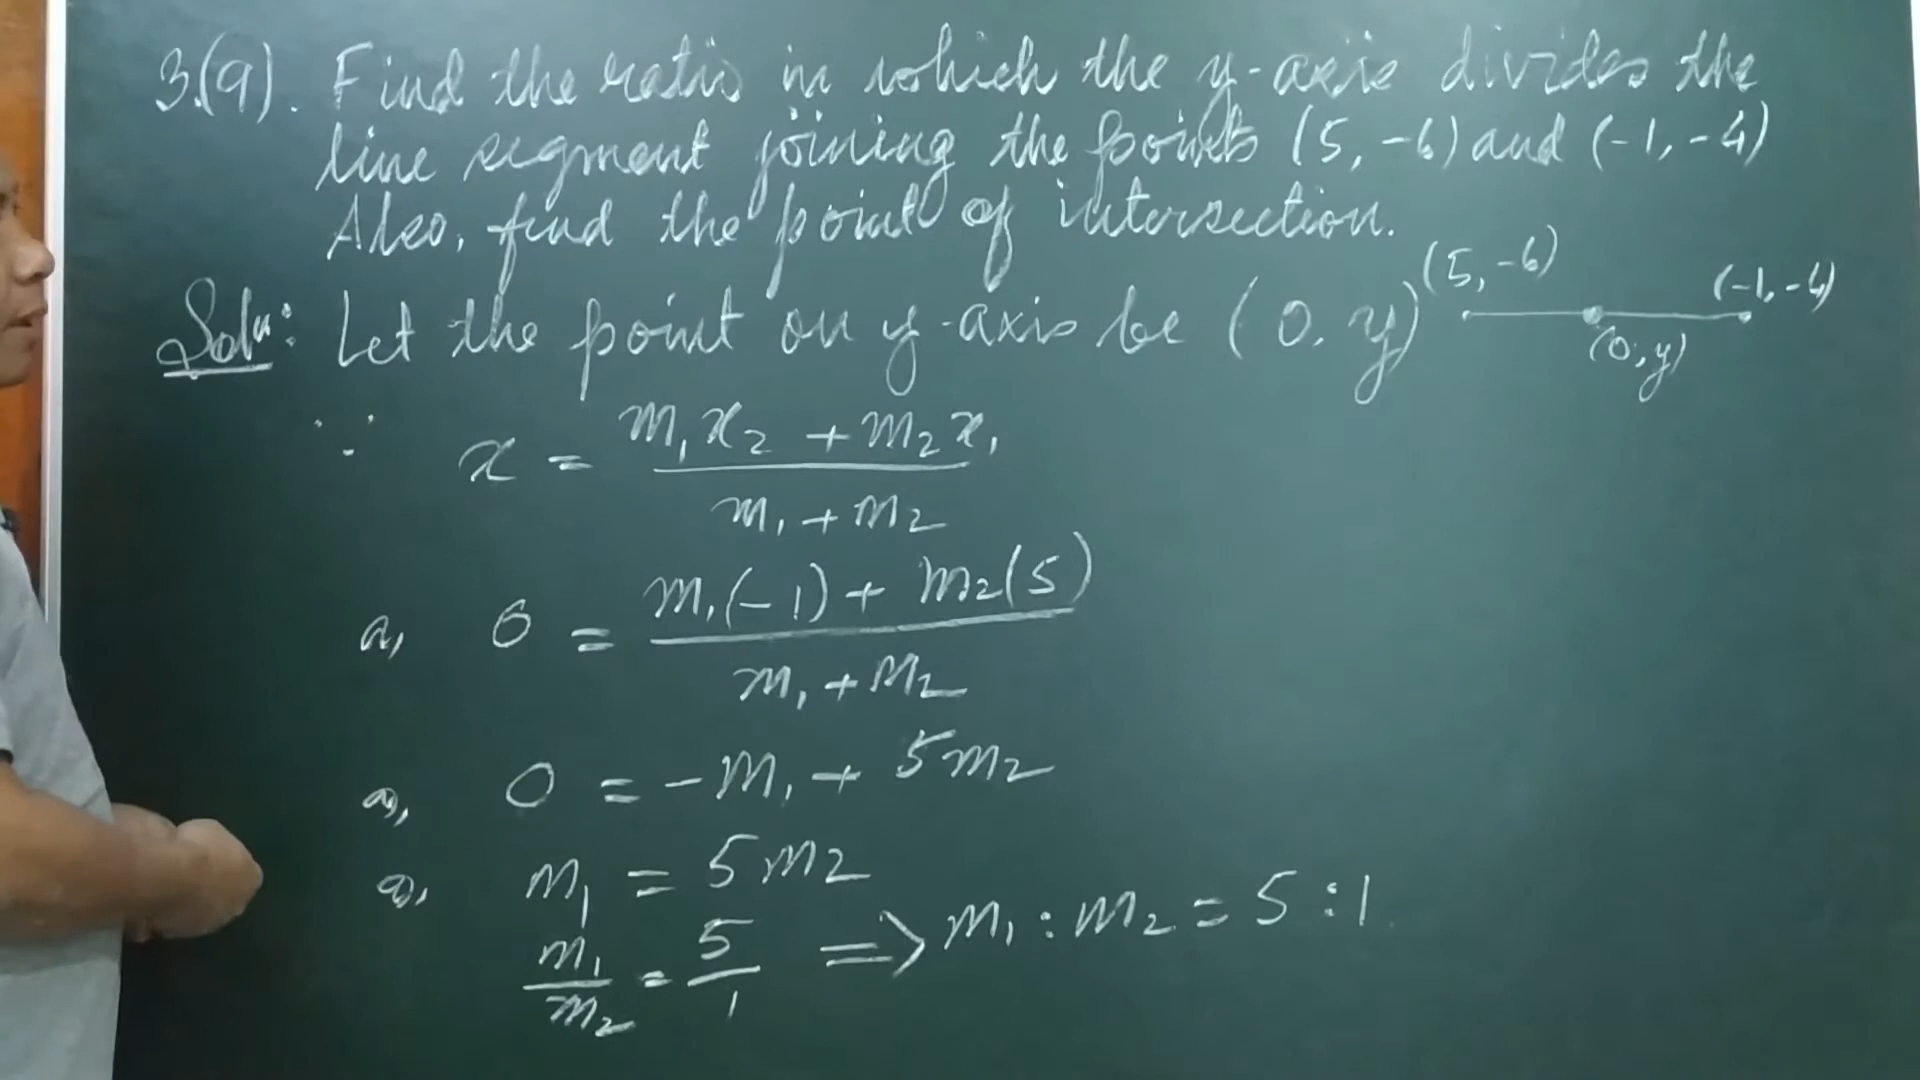 3.(9). Find the ratio in which the y-axis divides the
line segment joining the points (5, -6) and (-1, -4)
Also, find the point of intersection.
Soln: Let the point on y-axis be (0, y)
(5, -6) (-1, -4)
(0, y)
∵ x = (m₁x₂ + m₂x₁) / (m₁ + m₂)
a, 0 = (m₁(-1) + m₂(5)) / (m₁ + m₂)
a, 0 = -m₁ + 5m₂
a, m₁ = 5m₂
m₁/m₂ = 5/1 ⇒ m₁ : m₂ = 5 : 1.